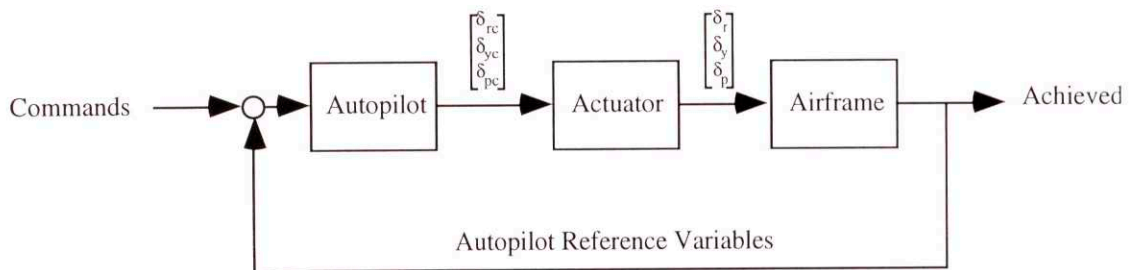 δrc
δyc
δpc
δr
δy
δp
Commands
Autopilot
Actuator
Airframe
Achieved
Autopilot Reference Variables